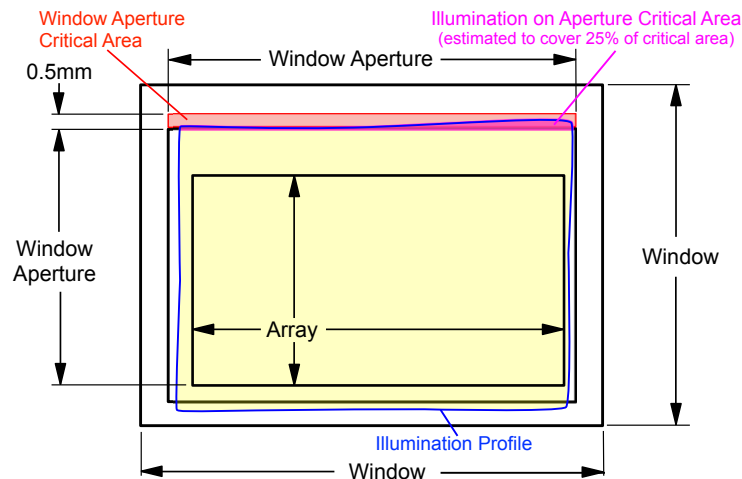 Window Aperture
Critical Area
Illumination on Aperture Critical Area
(estimated to cover 25% of critical area)
Window Aperture
0.5mm
Window
Aperture
Window
Array
Illumination Profile
Window